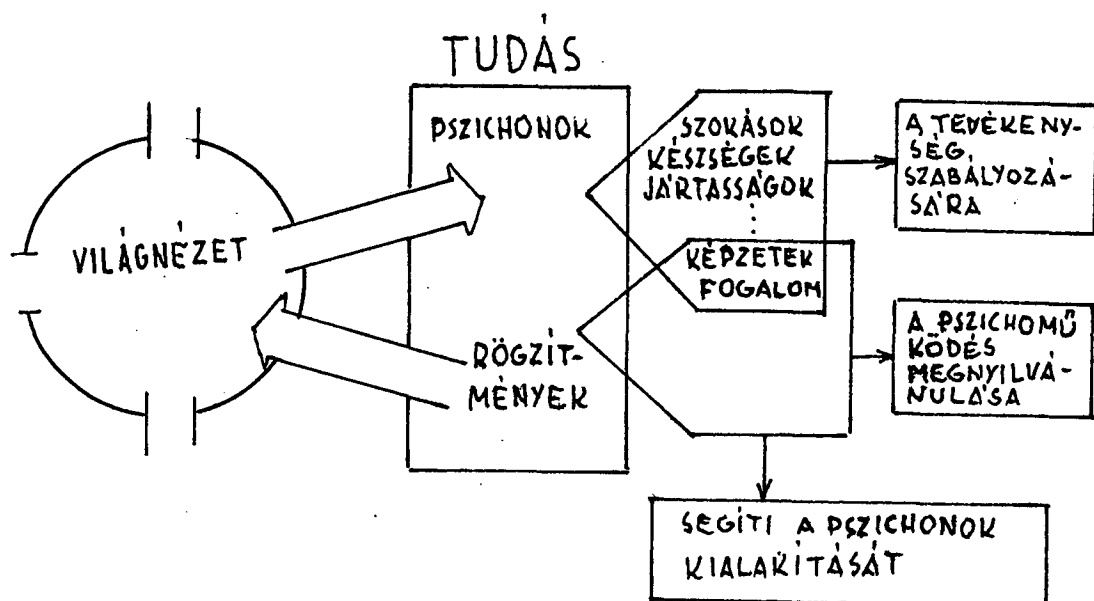 TUDÁS
PSZICHONOK
VILÁGNÉZET
RÖGZÍT-
MÉNYEK
SZOKÁSOK
KÉSZSÉGEK
JÁRTASSÁGOK
KÉPZETEK
FOGALOM
A TEVÉKENY-
SÉG
SZABÁLYOZÁ-
SÁRA
A PSZICHOMŰ
KÖDÉS
MEGNYILVÁ-
NULÁSA
SEGÍTI A PSZICHONOK
KIALAKÍTÁSÁT